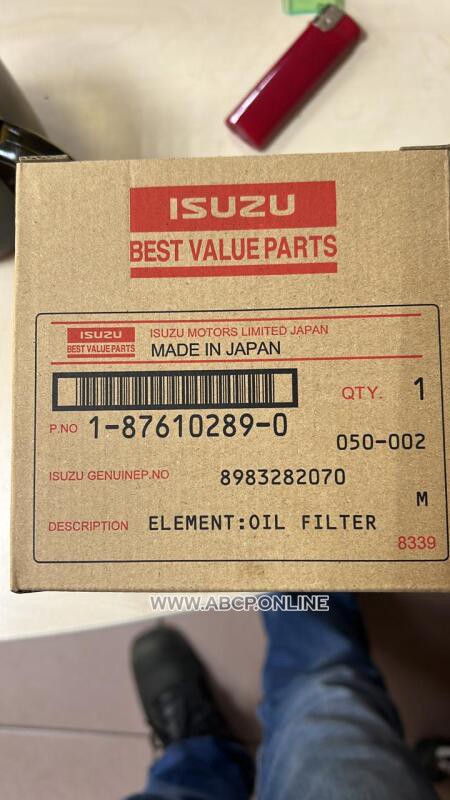 ISUZU
BEST VALUE PARTS
ISUZU
BEST VALUE PARTS
ISUZU MOTORS LIMITED JAPAN
MADE IN JAPAN
QTY. 1
P.NO 1-87610289-0
050-002
ISUZU GENUINEP.NO 8983282070
M
DESCRIPTION ELEMENT:OIL FILTER
8339
WWW.ABCP.ONLINE